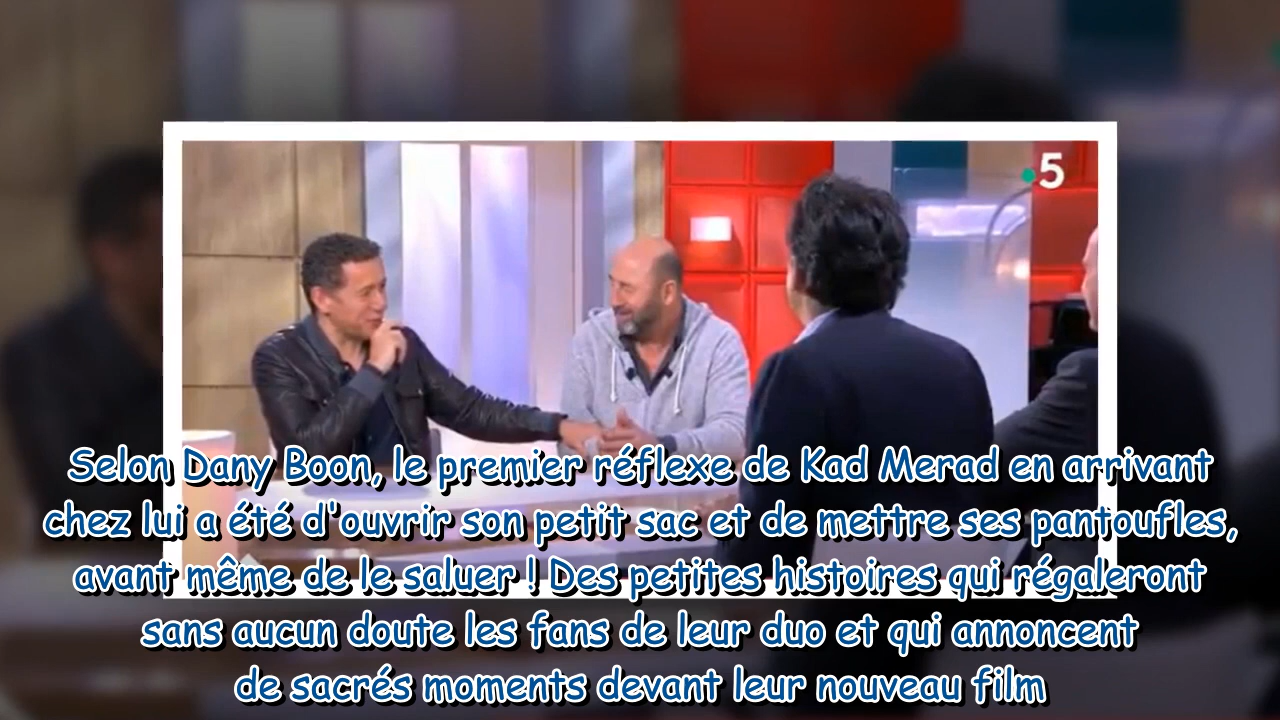 5
Selon Dany Boon, le premier réflexe de Kad Merad en arrivant
chez lui a été d'ouvrir son petit sac et de mettre ses pantoufles,
avant même de le saluer ! Des petites histoires qui régaleront
sans aucun doute les fans de leur duo et qui annoncent
de sacrés moments devant leur nouveau film